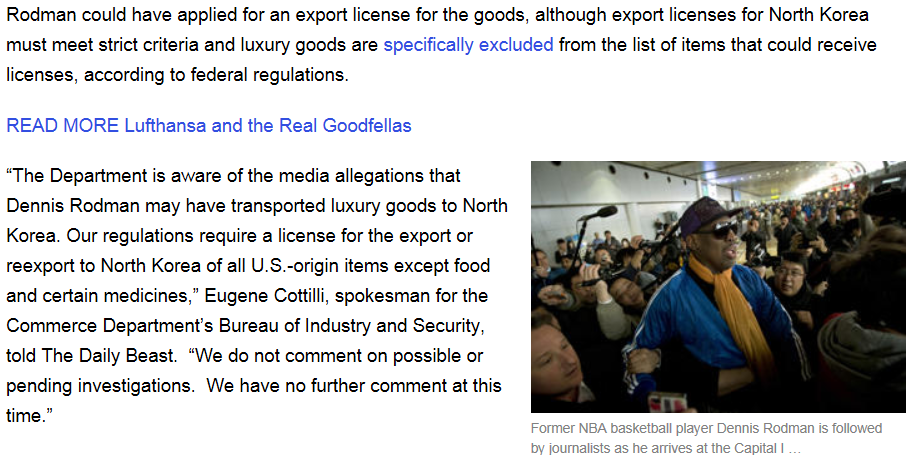 Rodman could have applied for an export license for the goods, although export licenses for North Korea
must meet strict criteria and luxury goods are specifically excluded from the list of items that could receive
licenses, according to federal regulations.
READ MORE Lufthansa and the Real Goodfellas
“The Department is aware of the media allegations that
Dennis Rodman may have transported luxury goods to North
Korea. Our regulations require a license for the export or
reexport to North Korea of all U.S.-origin items except food
and certain medicines,” Eugene Cottilli, spokesman for the
Commerce Department’s Bureau of Industry and Security,
told The Daily Beast.  “We do not comment on possible or
pending investigations.  We have no further comment at this
time.”
Former NBA basketball player Dennis Rodman is followed
by journalists as he arrives at the Capital I ...